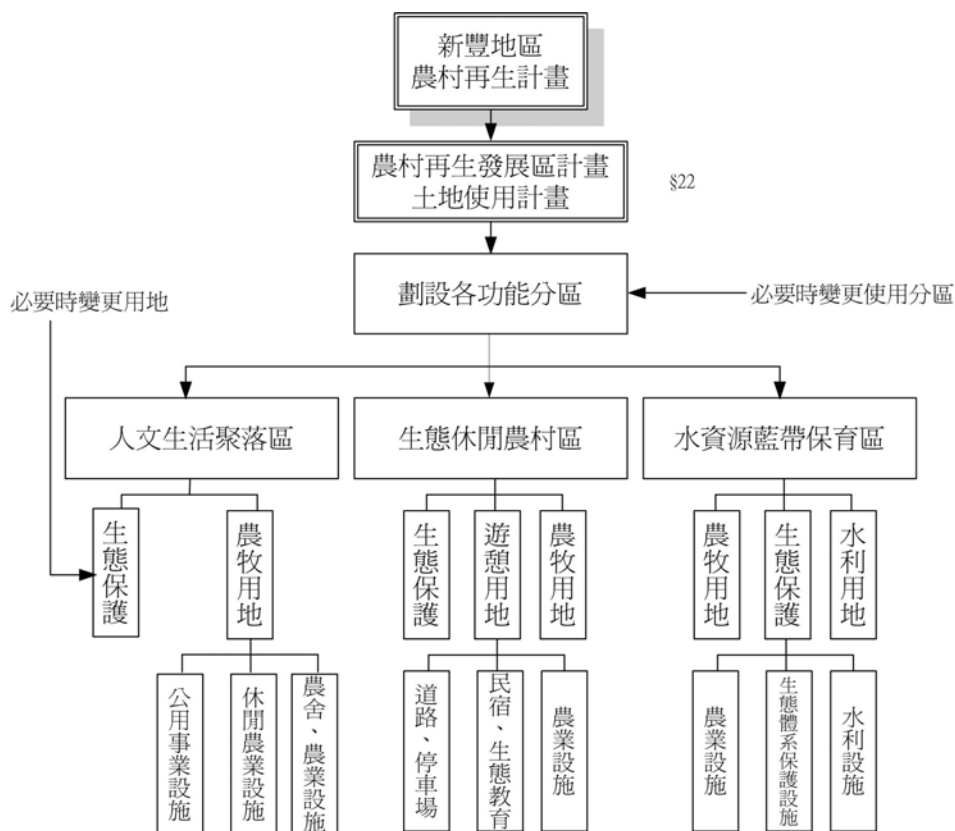 新豐地區
農村再生計畫
農村再生發展區計畫
土地使用計畫
§22
劃設各功能分區
必要時變更用地
必要時變更使用分區
人文生活聚落區
生態休閒農村區
水資源藍帶保育區
生態保護
農牧用地
生態保護
遊憩用地
農牧用地
農牧用地
生態保護
水利用地
公用事業設施
休閒農業設施
農舍、農業設施
道路、停車場
民宿、生態教育
農業設施
農業設施
生態體系保護設施
水利設施